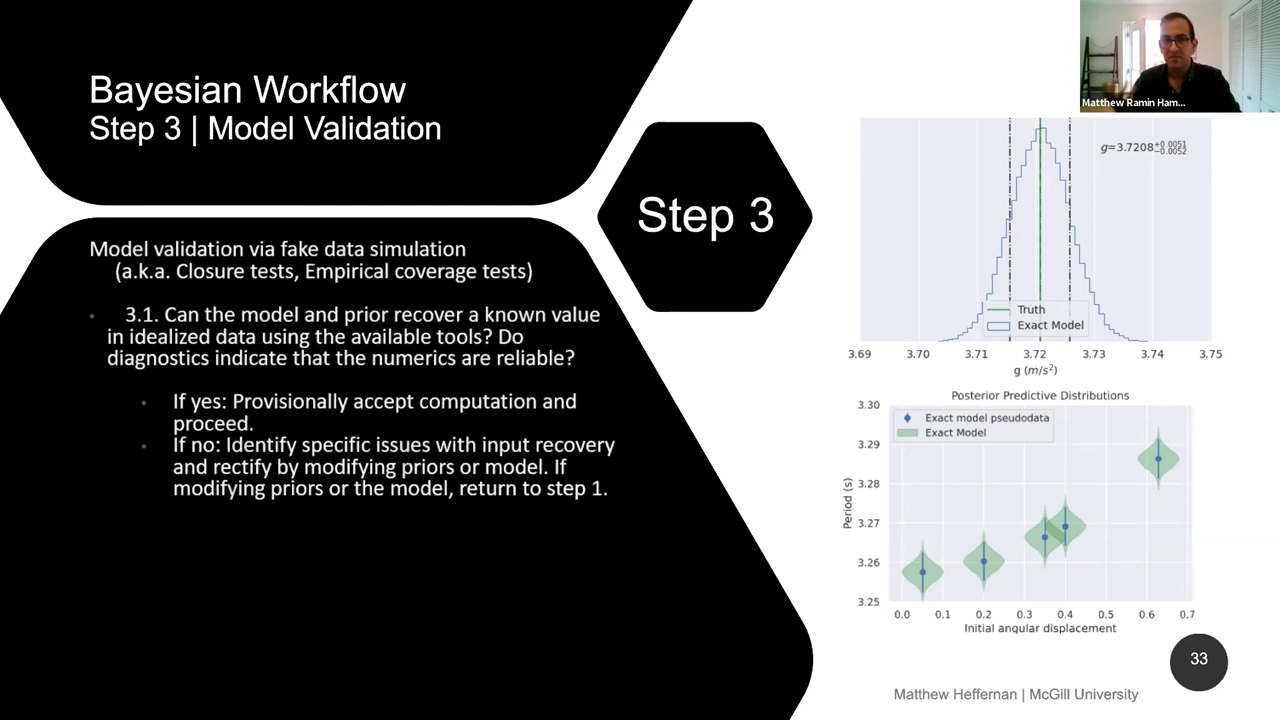 Bayesian Workflow
Step 3 | Model Validation
Step 3
Model validation via fake data simulation
(a.k.a. Closure tests, Empirical coverage tests)
3.1. Can the model and prior recover a known value
in idealized data using the available tools? Do
diagnostics indicate that the numerics are reliable?
If yes: Provisionally accept computation and
proceed.
If no: Identify specific issues with input recovery
and rectify by modifying priors or model. If
modifying priors or the model, return to step 1.
Matthew Ramin Ham...
g=3.7208+0.0051−0.0052
Truth
Exact Model
3.69 3.70 3.71 3.72 3.73 3.74 3.75
g (m/s²)
Posterior Predictive Distributions
Exact model pseudodata
Exact Model
3.30
3.29
3.28
3.27
3.26
3.25
Period (s)
0.0 0.1 0.2 0.3 0.4 0.5 0.6 0.7
Initial angular displacement
33
Matthew Heffernan | McGill University